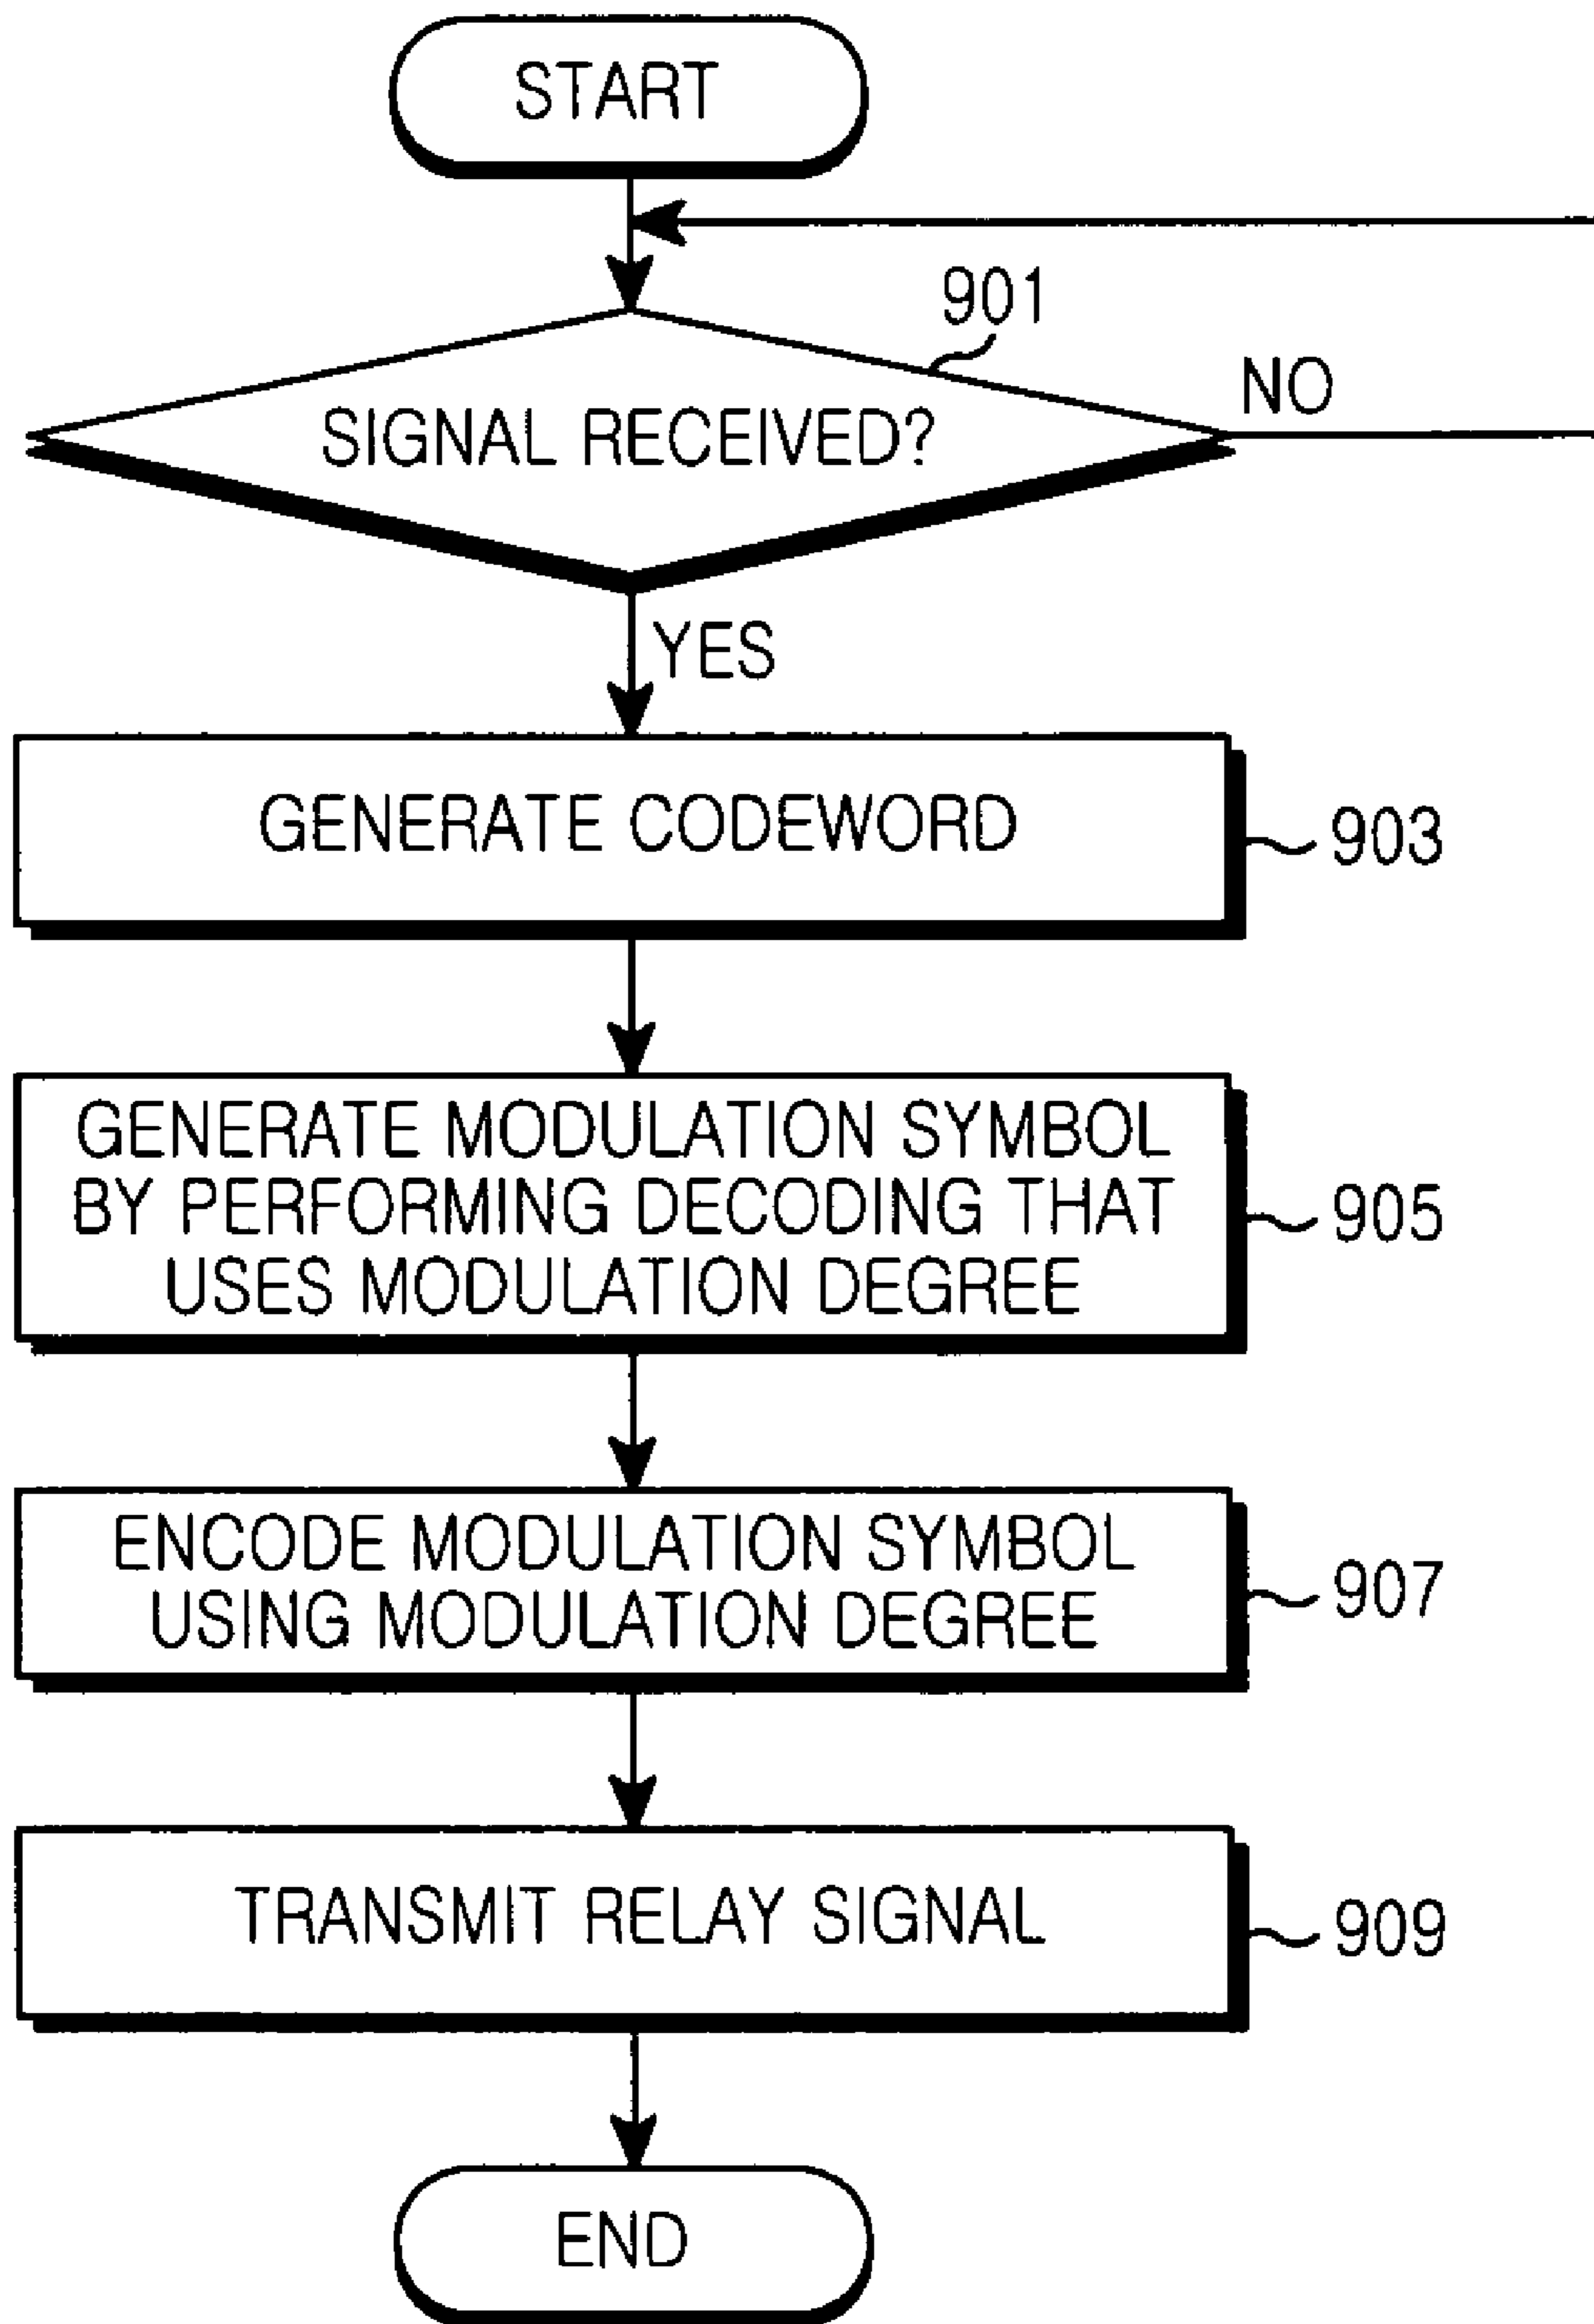 START
901
NO
SIGNAL RECEIVED?
YES
GENERATE CODEWORD
903
GENERATE MODULATION SYMBOL
BY PERFORMING DECODING THAT
USES MODULATION DEGREE
905
ENCODE MODULATION SYMBOL
USING MODULATION DEGREE
907
TRANSMIT RELAY SIGNAL
909
END